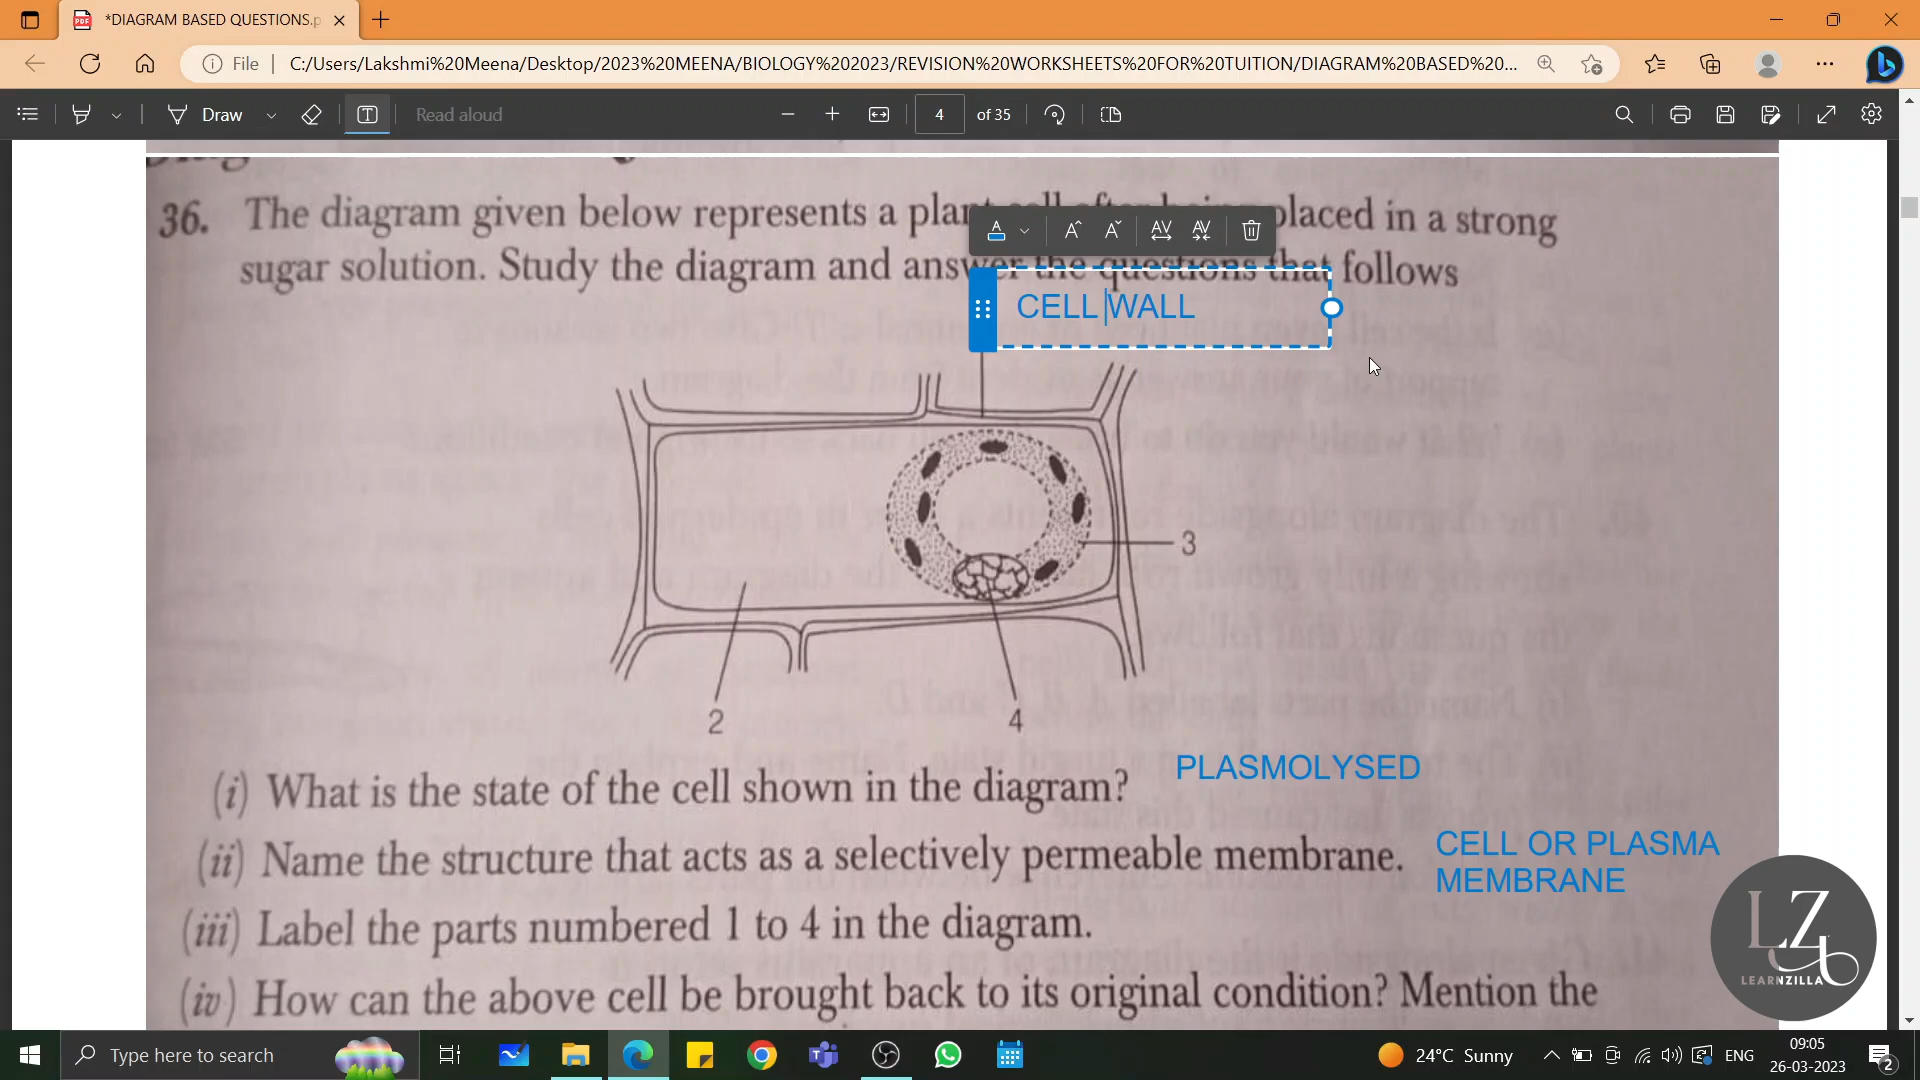 *DIAGRAM BASED QUESTIONS.p
File
C:/Users/Lakshmi%20Meena/Desktop/2023%20MEENA/BIOLOGY%202023/REVISION%20WORKSHEETS%20FOR%20TUITION/DIAGRAM%20BASED%20...
Draw
Read aloud
4 of 35
36. The diagram given below represents a plant cell after being placed in a strong
sugar solution. Study the diagram and answer the questions that follows
CELL WALL
3
2
4
PLASMOLYSED
(i) What is the state of the cell shown in the diagram?
(ii) Name the structure that acts as a selectively permeable membrane.
CELL OR PLASMA
MEMBRANE
(iii) Label the parts numbered 1 to 4 in the diagram.
(iv) How can the above cell be brought back to its original condition? Mention the
LZ
LEARNZILLA
Type here to search
24°C Sunny
ENG
09:05
26-03-2023
2